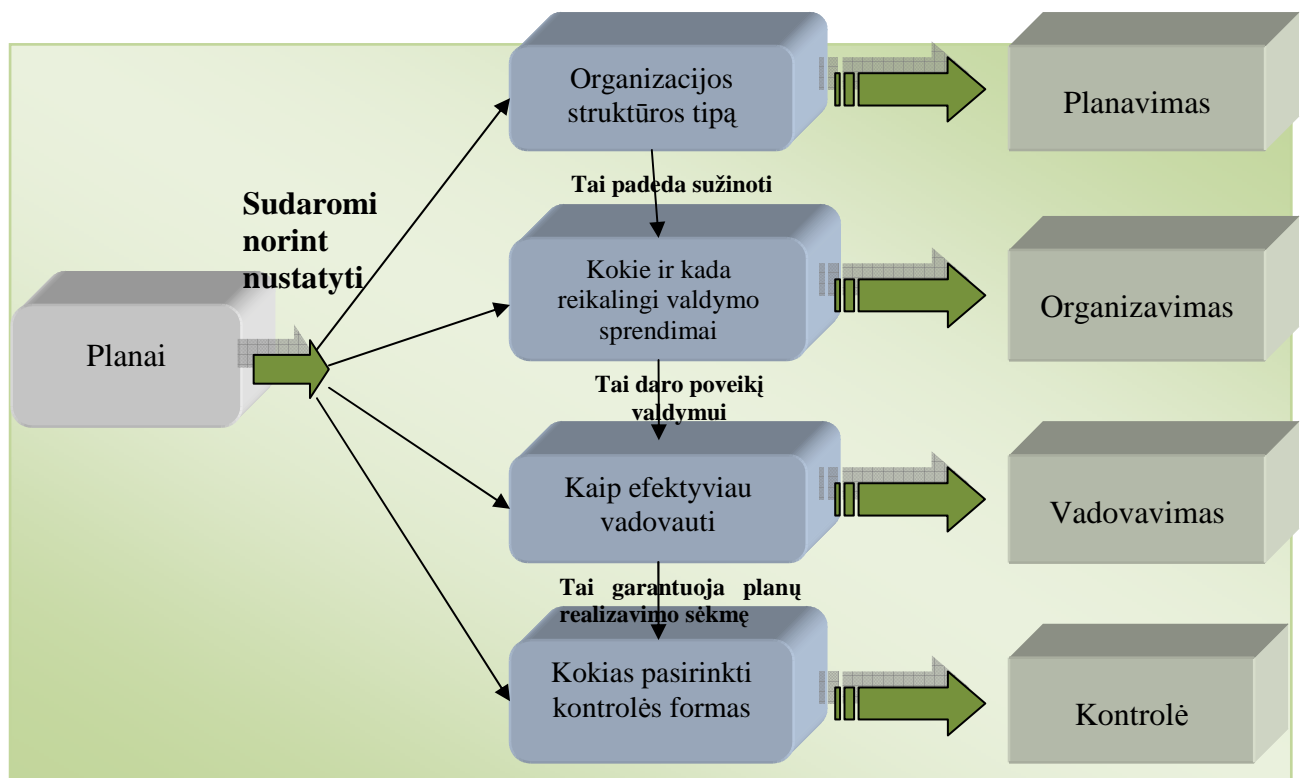 Organizacijos
struktūros tipą
Planavimas
Tai padeda sužinoti
Sudaromi
norint
nustatyti
Kokie ir kada
reikalingi valdymo
sprendimai
Organizavimas
Planai
Tai daro poveikį
valdymui
Kaip efektyviau
vadovauti
Vadovavimas
Tai garantuoja planų
realizavimo sėkmę
Kokias pasirinkti
kontrolės formas
Kontrolė